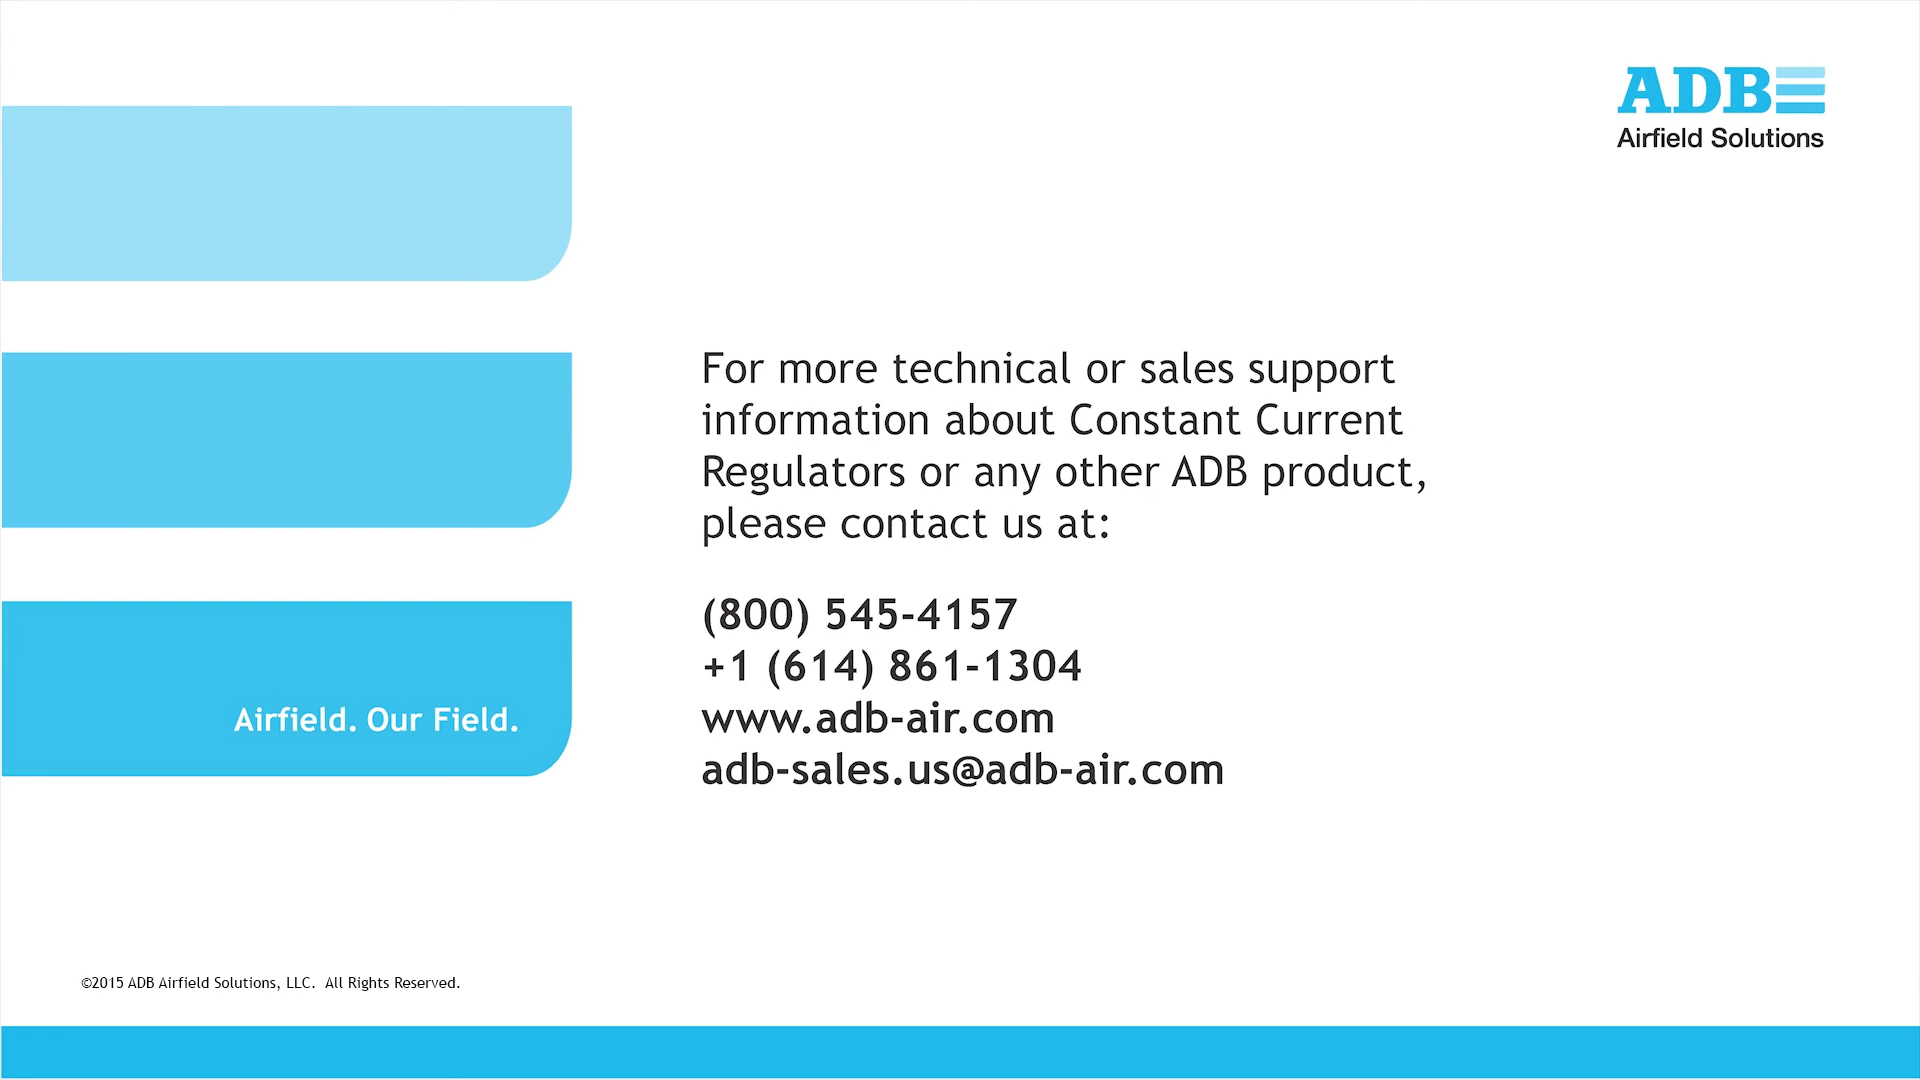 ADB
Airfield Solutions
For more technical or sales support
information about Constant Current
Regulators or any other ADB product,
please contact us at:
(800) 545-4157
+1 (614) 861-1304
www.adb-air.com
adb-sales.us@adb-air.com
Airfield. Our Field.
©2015 ADB Airfield Solutions, LLC.  All Rights Reserved.